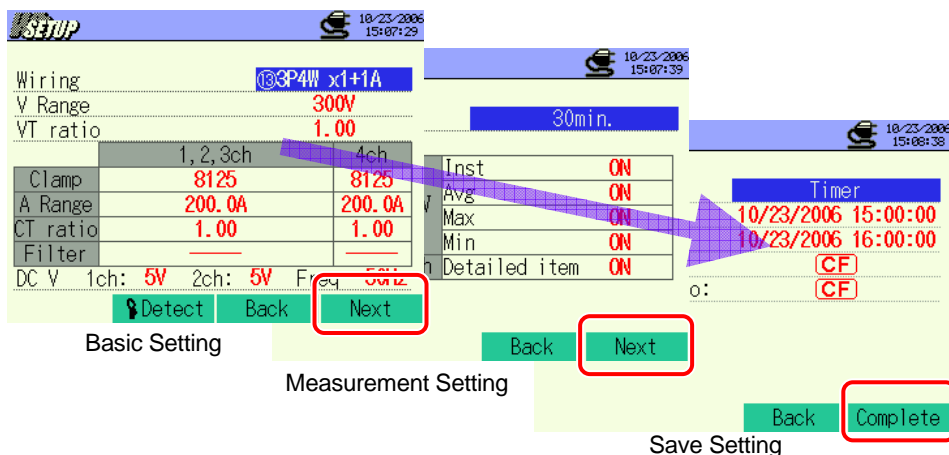 SETUP
10/23/2006
15:07:29
Wiring ⑬3P4W x1+1A
V Range 300V
VT ratio 1.00
1,2,3ch 4ch
Clamp 8125 8125
A Range 200.0A 200.0A
CT ratio 1.00 1.00
Filter
DC V 1ch: 5V 2ch: 5V Freq 50Hz
Detect Back Next
Basic Setting
10/23/2006
15:07:39
30min.
Inst ON
Avg ON
Max ON
Min ON
Detailed item ON
Back Next
Measurement Setting
10/23/2006
15:08:38
Timer
10/23/2006 15:00:00
10/23/2006 16:00:00
CF
o: CF
Back Complete
Save Setting